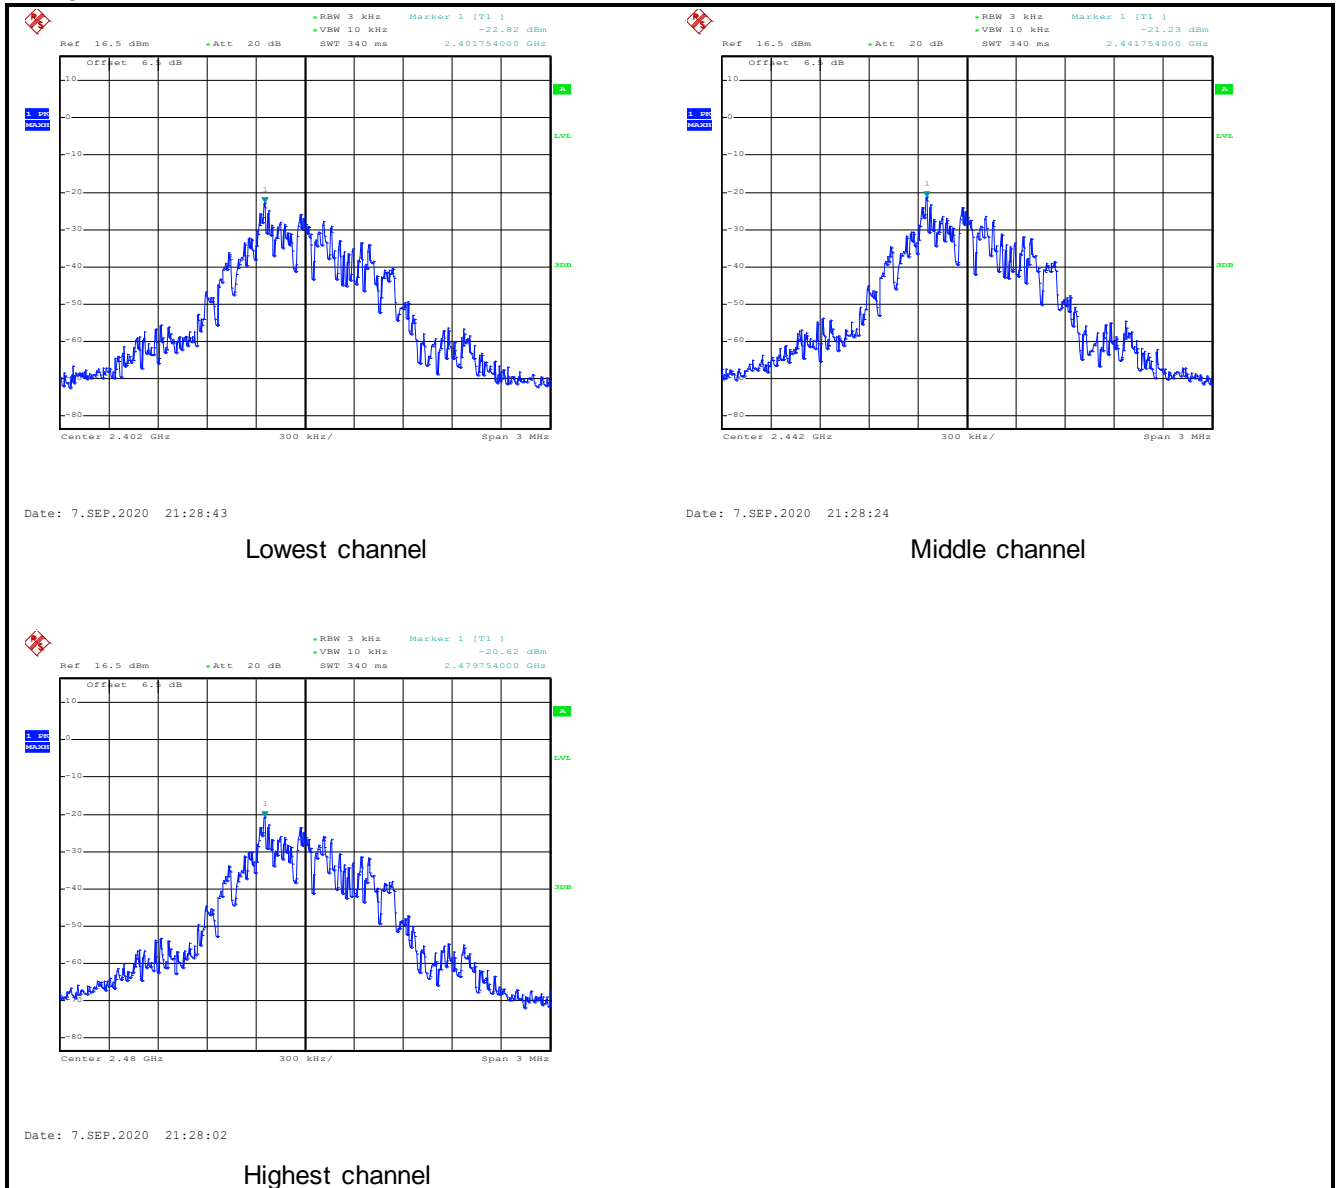 RBW 3 kHz Marker 1 [T1 ]
VBW 10 kHz -22.82 dBm
Ref 16.5 dBm Att 20 dB SWT 340 ms 2.401754000 GHz
Offset 6.5 dB
10
A
1 PK
MAXH
0
LVL
-10
-20
1
-30
-40
3DB
-50
-60
-70
-80
Center 2.402 GHz 300 kHz/ Span 3 MHz
Date: 7.SEP.2020 21:28:43
Lowest channel
RBW 3 kHz Marker 1 [T1 ]
VBW 10 kHz -21.23 dBm
Ref 16.5 dBm Att 20 dB SWT 340 ms 2.441754000 GHz
Offset 6.5 dB
10
A
1 PK
MAXH
0
LVL
-10
-20
1
-30
-40
3DB
-50
-60
-70
-80
Center 2.442 GHz 300 kHz/ Span 3 MHz
Date: 7.SEP.2020 21:28:24
Middle channel
RBW 3 kHz Marker 1 [T1 ]
VBW 10 kHz -20.62 dBm
Ref 16.5 dBm Att 20 dB SWT 340 ms 2.479754000 GHz
Offset 6.5 dB
10
A
1 PK
MAXH
0
LVL
-10
-20
1
-30
-40
3DB
-50
-60
-70
-80
Center 2.48 GHz 300 kHz/ Span 3 MHz
Date: 7.SEP.2020 21:28:02
Highest channel